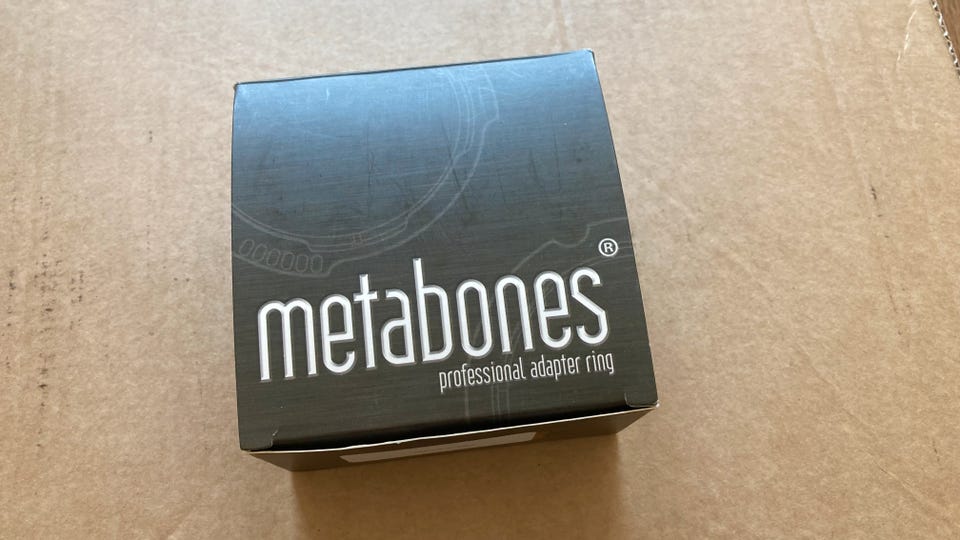 metabones®
professional adapter ring